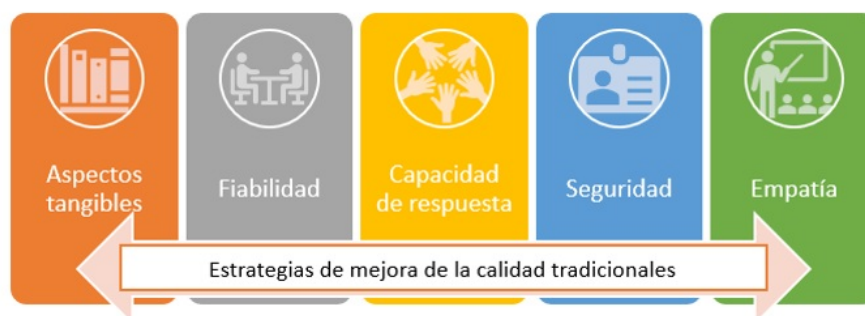 Aspectos
tangibles
Fiabilidad
Capacidad
de respuesta
Seguridad
Empatía
Estrategias de mejora de la calidad tradicionales